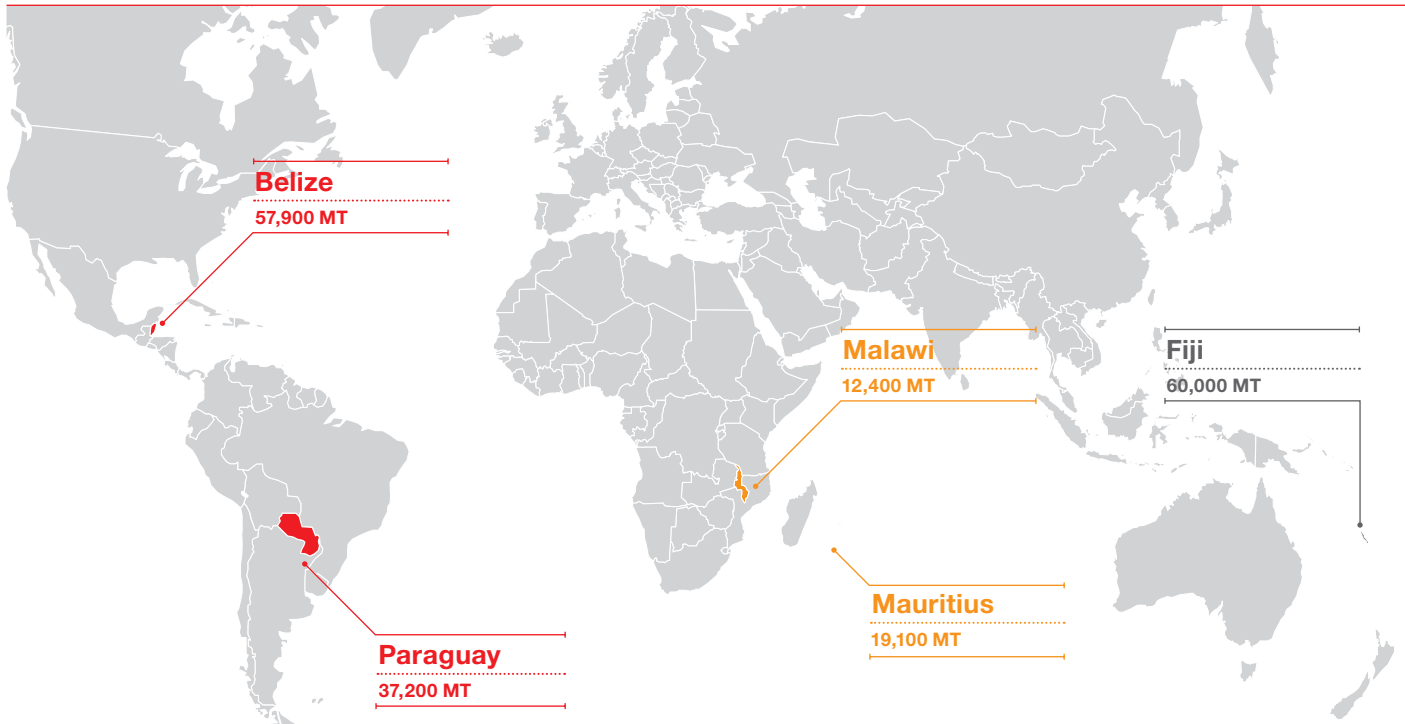 Belize
57,900 MT
Malawi
12,400 MT
Fiji
60,000 MT
Mauritius
19,100 MT
Paraguay
37,200 MT